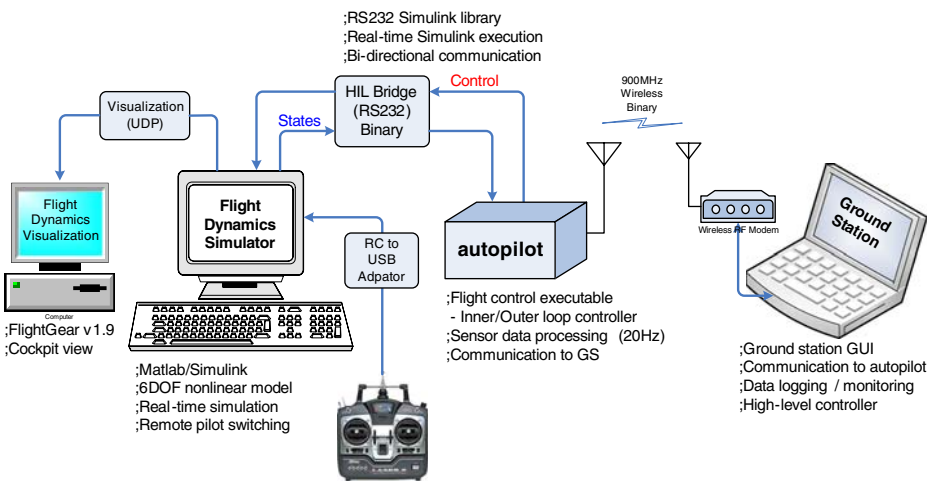 ;RS232 Simulink library
;Real-time Simulink execution
;Bi-directional communication
Control
900MHz
Wireless
Binary
Visualization
(UDP)
States
HIL Bridge
(RS232)
Binary
Flight
Dynamics
Visualization
Flight
Dynamics
Simulator
RC to
USB
Adpator
autopilot
Wireless RF Modem
Ground
Station
Computer
;FlightGear v1.9
;Cockpit view
;Matlab/Simulink
;6DOF nonlinear model
;Real-time simulation
;Remote pilot switching
;Flight control executable
- Inner/Outer loop controller
;Sensor data processing (20Hz)
;Communication to GS
;Ground station GUI
;Communication to autopilot
;Data logging / monitoring
;High-level controller